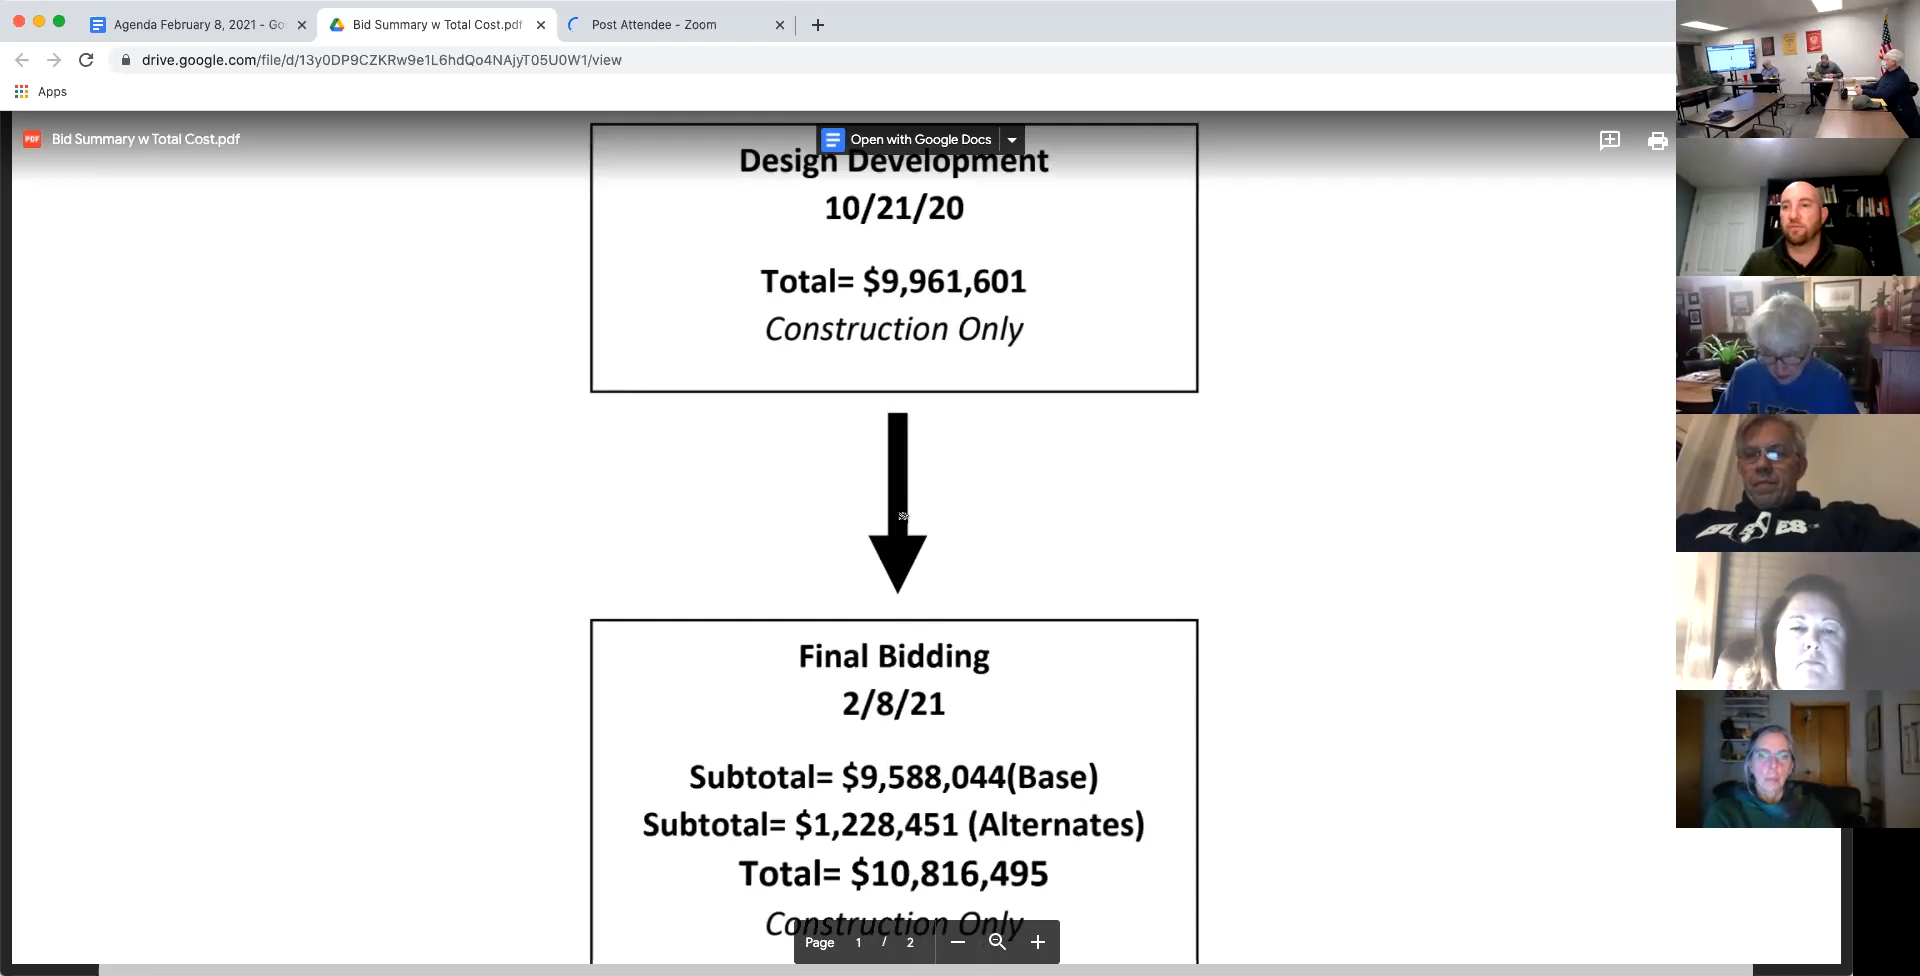 Agenda February 8, 2021 - Go
Bid Summary w Total Cost.pdf
Post Attendee - Zoom
drive.google.com/file/d/13y0DP9CZKRw9e1L6hdQo4NAjyT05U0W1/view
Apps
PDF
Bid Summary w Total Cost.pdf
Open with Google Docs
Design Development
10/21/20
Total= $9,961,601
Construction Only
Final Bidding
2/8/21
Subtotal= $9,588,044(Base)
Subtotal= $1,228,451 (Alternates)
Total= $10,816,495
Construction Only
Page 1 / 2